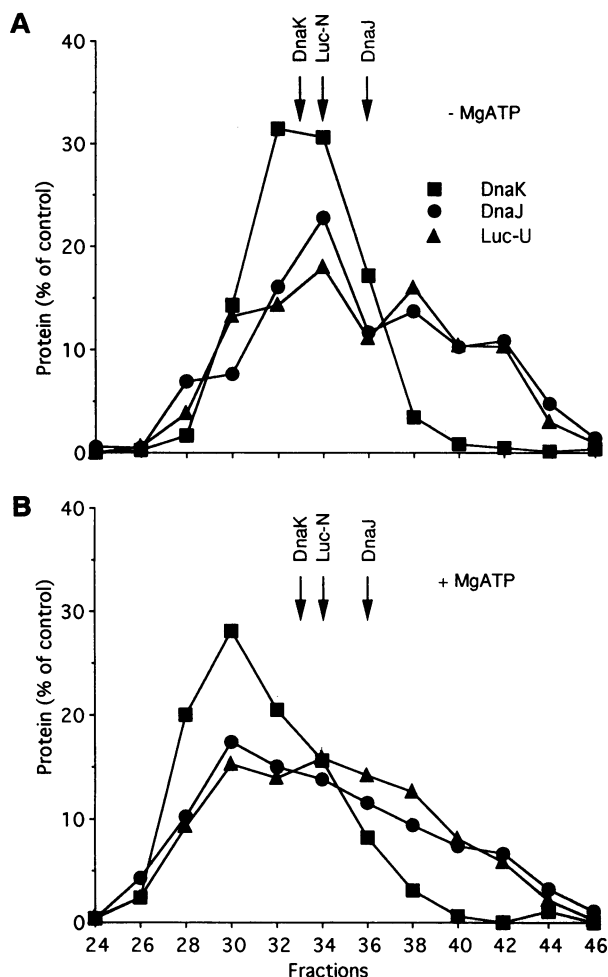 A
40
30
20
10
0
Protein (% of control)
DnaK
Luc-N
DnaJ
- MgATP
DnaK
DnaJ
Luc-U
B
40
30
20
10
0
Protein (% of control)
DnaK
Luc-N
DnaJ
+ MgATP
24 26 28 30 32 34 36 38 40 42 44 46
Fractions